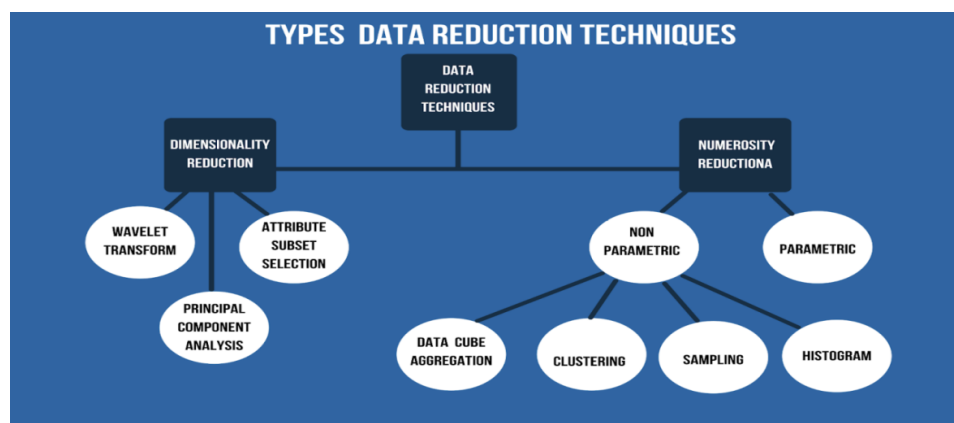 TYPES DATA REDUCTION TECHNIQUES
DATA
REDUCTION
TECHNIQUES
DIMENSIONALITY
REDUCTION
NUMEROSITY
REDUCTIONA
WAVELET
TRANSFORM
ATTRIBUTE
SUBSET
SELECTION
PRINCIPAL
COMPONENT
ANALYSIS
NON
PARAMETRIC
PARAMETRIC
DATA CUBE
AGGREGATION
CLUSTERING
SAMPLING
HISTOGRAM